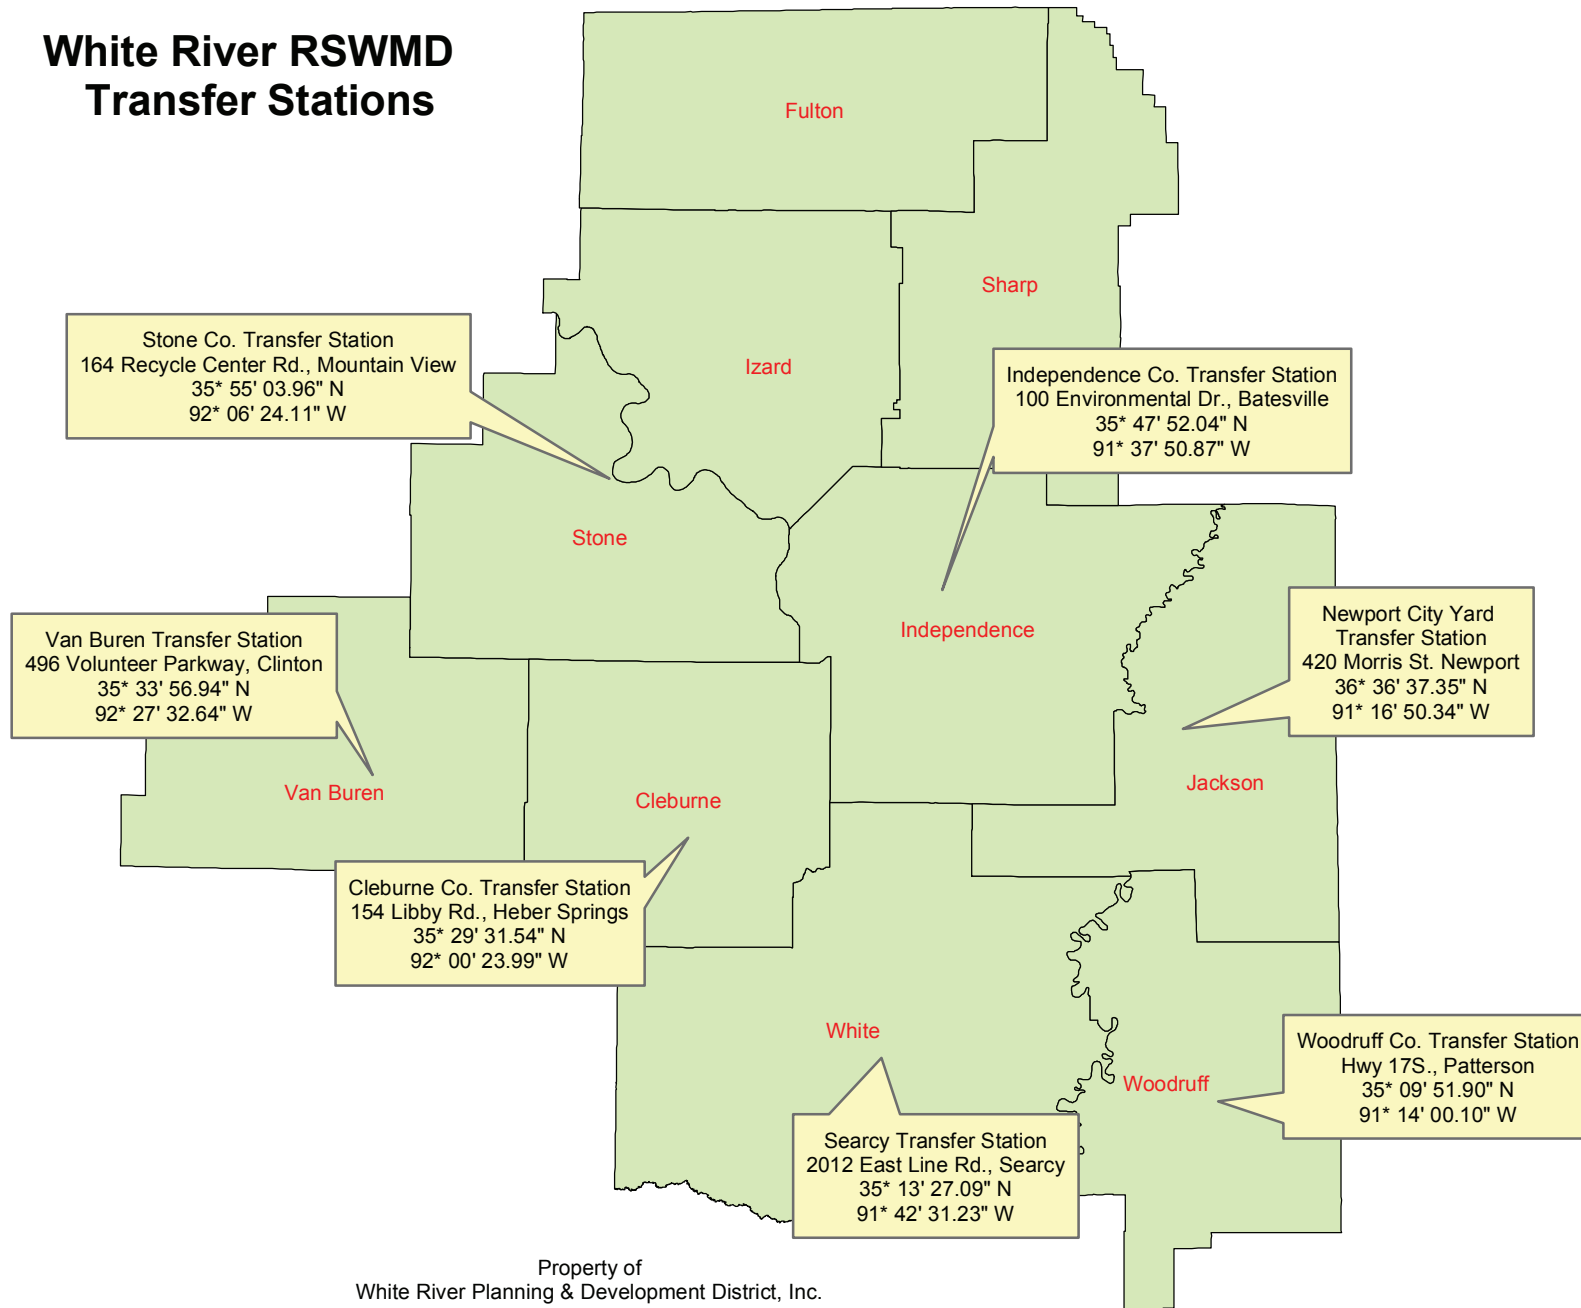 White River RSWMD
Transfer Stations
Fulton
Sharp
Izard
Stone Co. Transfer Station
164 Recycle Center Rd., Mountain View
35* 55' 03.96" N
92* 06' 24.11" W
Independence Co. Transfer Station
100 Environmental Dr., Batesville
35* 47' 52.04" N
91* 37' 50.87" W
Stone
Independence
Van Buren Transfer Station
496 Volunteer Parkway, Clinton
35* 33' 56.94" N
92* 27' 32.64" W
Newport City Yard
Transfer Station
420 Morris St. Newport
36* 36' 37.35" N
91* 16' 50.34" W
Van Buren
Cleburne
Jackson
Cleburne Co. Transfer Station
154 Libby Rd., Heber Springs
35* 29' 31.54" N
92* 00' 23.99" W
White
Woodruff
Woodruff Co. Transfer Station
Hwy 17S., Patterson
35* 09' 51.90" N
91* 14' 00.10" W
Searcy Transfer Station
2012 East Line Rd., Searcy
35* 13' 27.09" N
91* 42' 31.23" W
Property of
White River Planning & Development District, Inc.